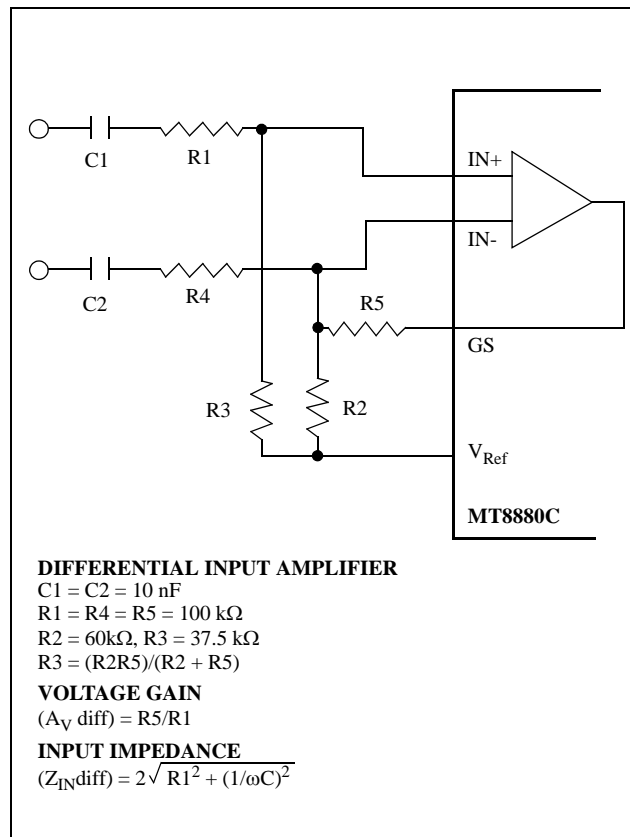 C1
R1
IN+
IN-
C2
R4
R5
GS
R3
R2
V_Ref
MT8880C
DIFFERENTIAL INPUT AMPLIFIER
C1 = C2 = 10 nF
R1 = R4 = R5 = 100 kΩ
R2 = 60kΩ, R3 = 37.5 kΩ
R3 = (R2R5)/(R2 + R5)
VOLTAGE GAIN
(A_V diff) = R5/R1
INPUT IMPEDANCE
(Z_INdiff) = 2√R1² + (1/ωC)²